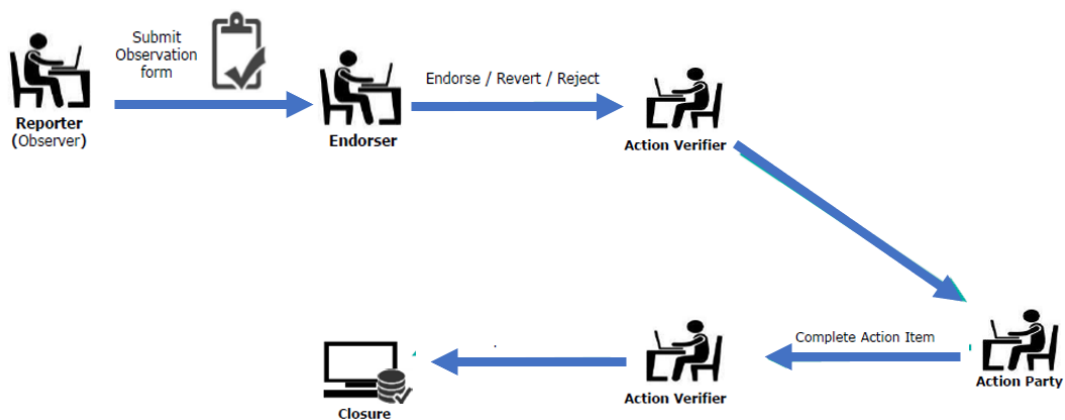 Submit
Observation
form
Reporter
(Observer)
Endorser
Endorse / Revert / Reject
Action Verifier
Action Party
Complete Action Item
Action Verifier
Closure